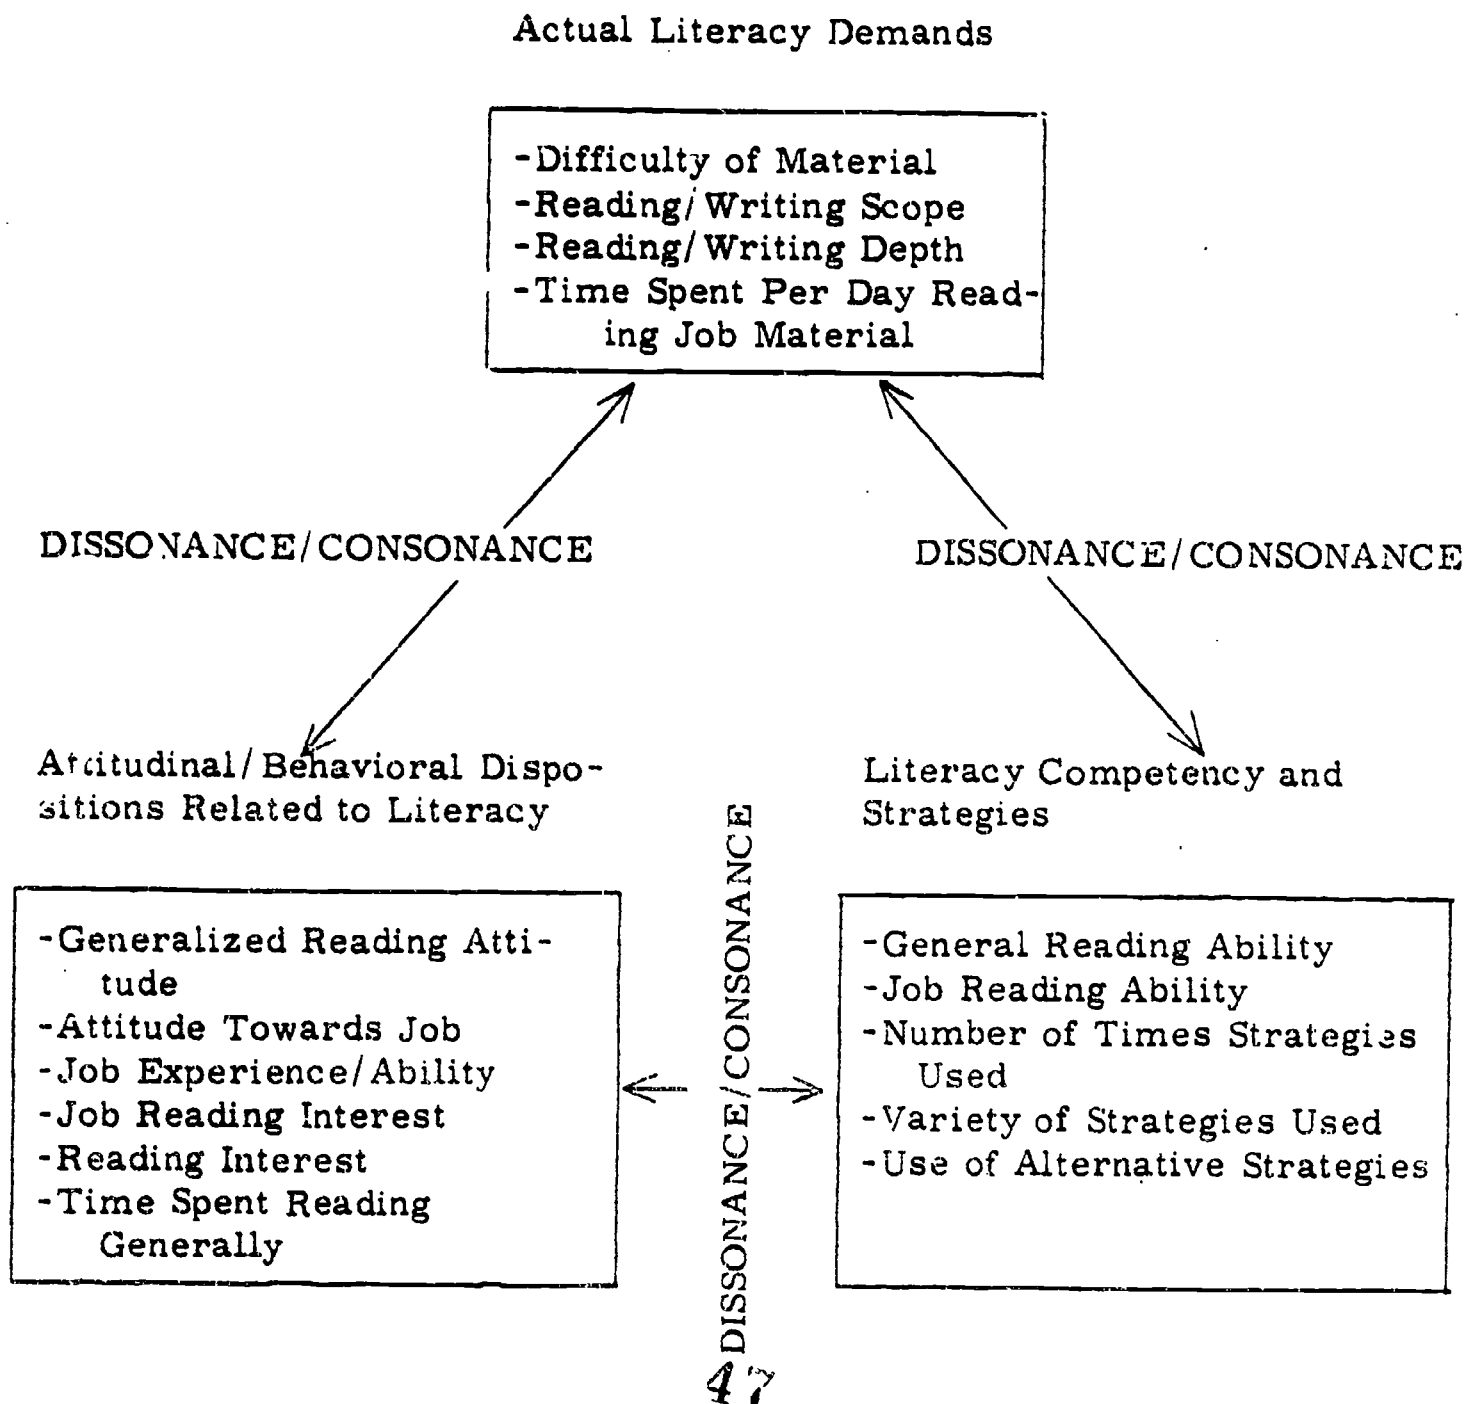 Actual Literacy Demands
-Difficulty of Material
-Reading/Writing Scope
-Reading/Writing Depth
-Time Spent Per Day Read-
ing Job Material
DISSONANCE/CONSONANCE
DISSONANCE/CONSONANCE
Attitudinal/Behavioral Dispo-
sitions Related to Literacy
Literacy Competency and
Strategies
DISSONANCE/CONSONANCE
-Generalized Reading Atti-
tude
-Attitude Towards Job
-Job Experience/Ability
-Job Reading Interest
-Reading Interest
-Time Spent Reading
Generally
-General Reading Ability
-Job Reading Ability
-Number of Times Strategies
Used
-Variety of Strategies Used
-Use of Alternative Strategies
47